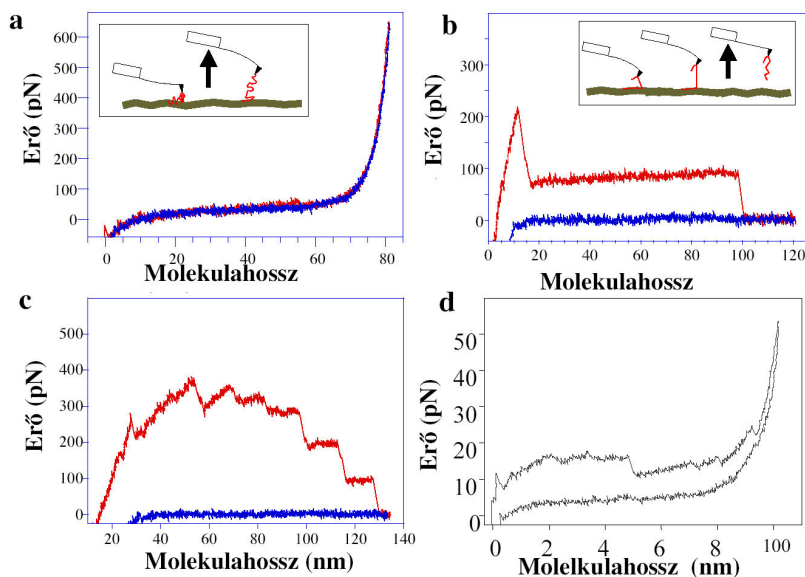 a
Erő (pN)
600
500
400
300
200
100
0
0 20 40 60 80
Molekulahossz
b
Erő (pN)
300
200
100
0
0 20 40 60 80 100 120
Molekulahossz
c
Erő (pN)
500
400
300
200
100
0
20 40 60 80 100 120 140
Molekulahossz (nm)
d
Erő (pN)
50
40
30
20
10
0
0 2 4 6 8 100
Molelkulahossz (nm)